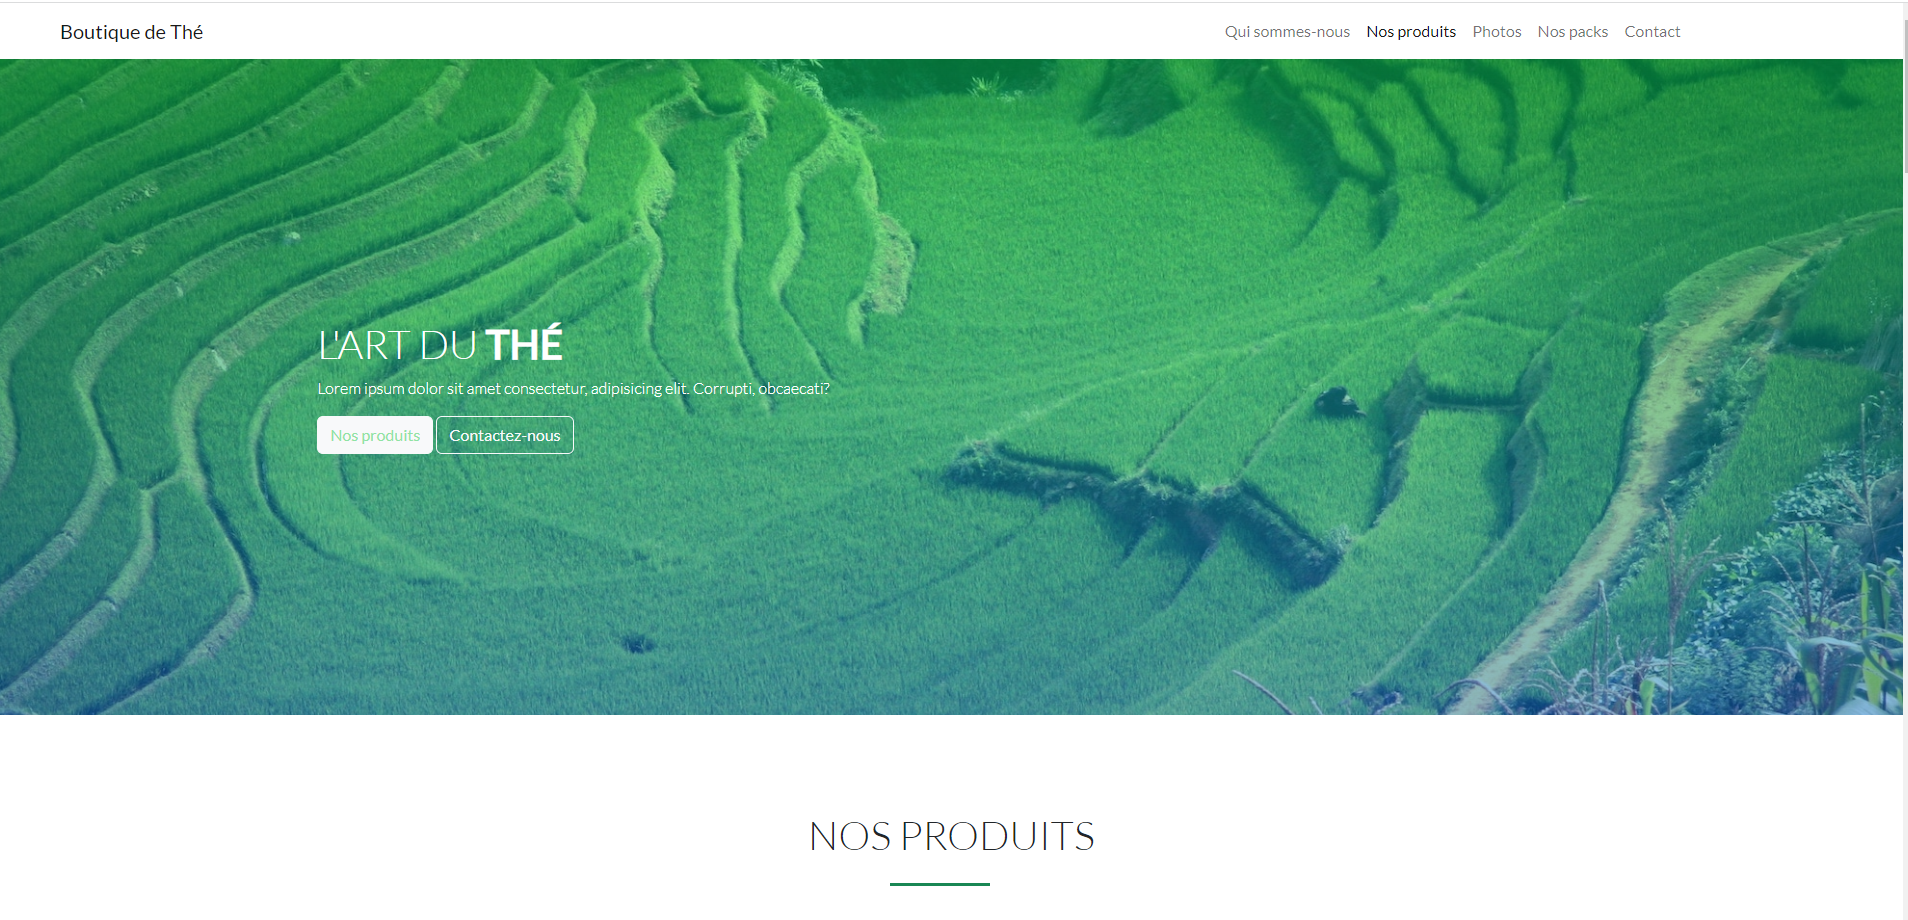 Boutique de Thé
Qui sommes-nous Nos produits Photos Nos packs Contact
L'ART DU THÉ
Lorem ipsum dolor sit amet consectetur, adipisicing elit. Corrupti, obcaecati?
Nos produits Contactez-nous
NOS PRODUITS